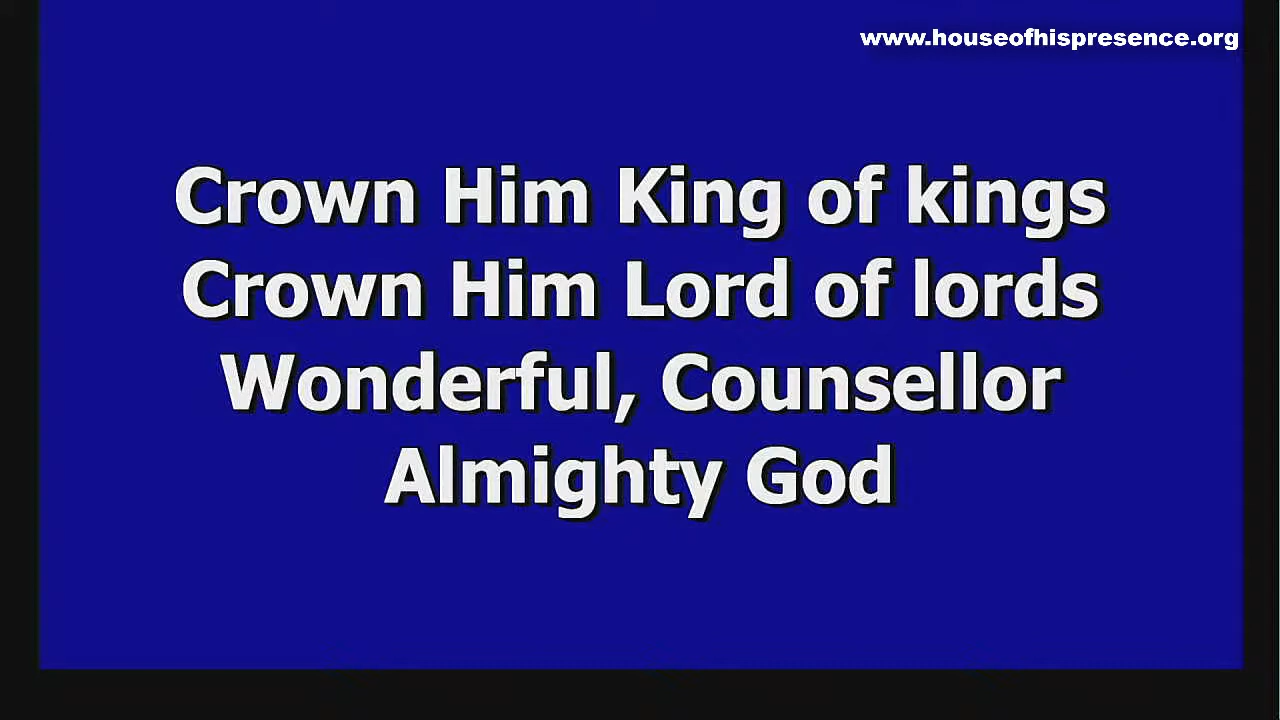 www.houseofhispresence.org
Crown Him King of kings
Crown Him Lord of lords
Wonderful, Counsellor
Almighty God